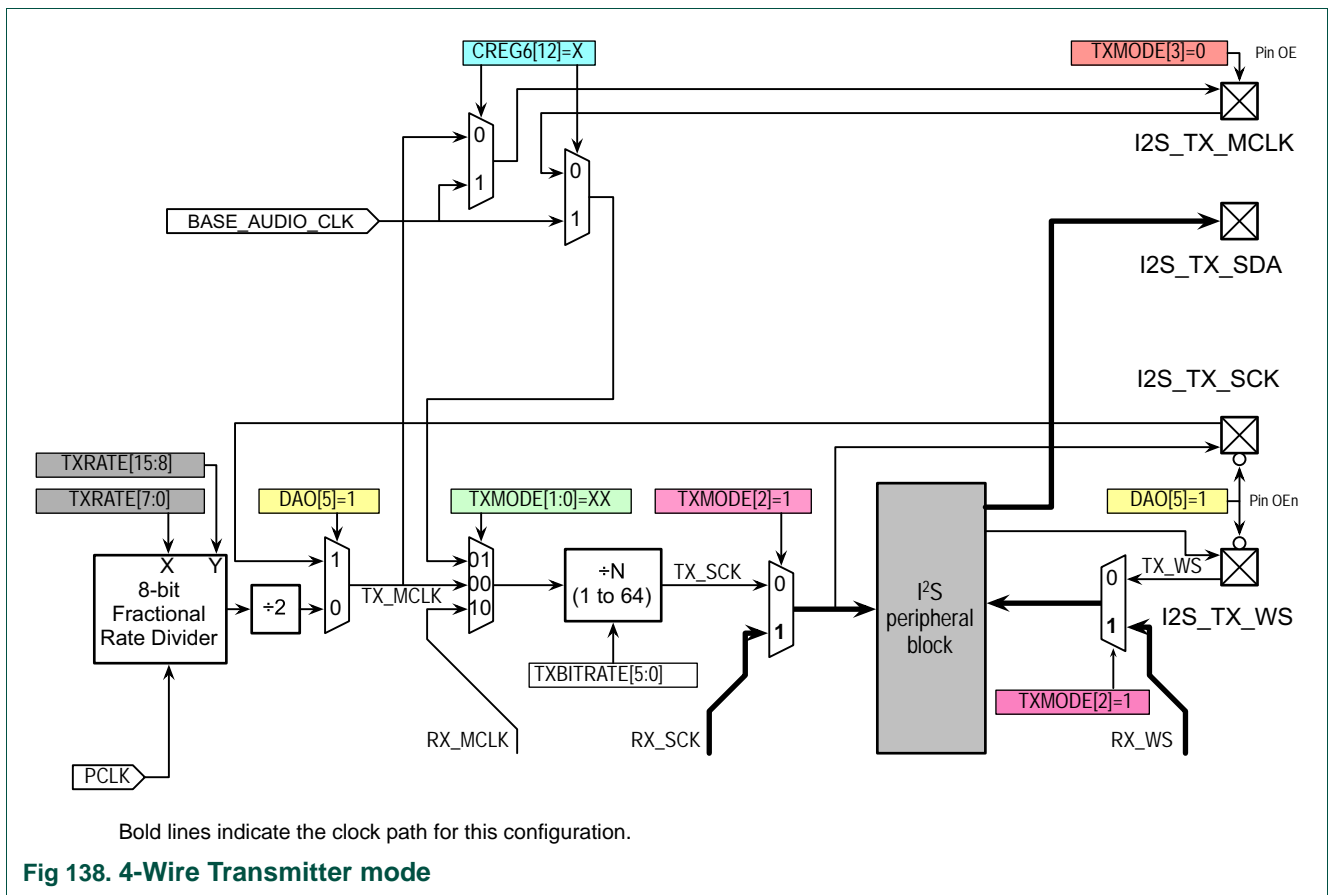 CREG6[12]=X
TXMODE[3]=0
Pin OE
0
1
0
1
I2S_TX_MCLK
BASE_AUDIO_CLK
I2S_TX_SDA
I2S_TX_SCK
TXRATE[15:8]
TXRATE[7:0]
DAO[5]=1
TXMODE[1:0]=XX
TXMODE[2]=1
DAO[5]=1
Pin OEn
X
Y
8-bit
Fractional
Rate Divider
÷2
1
0
TX_MCLK
01
00
10
÷N
(1 to 64)
TX_SCK
0
1
I²S
peripheral
block
0
1
TX_WS
I2S_TX_WS
TXBITRATE[5:0]
TXMODE[2]=1
RX_MCLK
RX_SCK
RX_WS
PCLK
Bold lines indicate the clock path for this configuration.
Fig 138. 4-Wire Transmitter mode